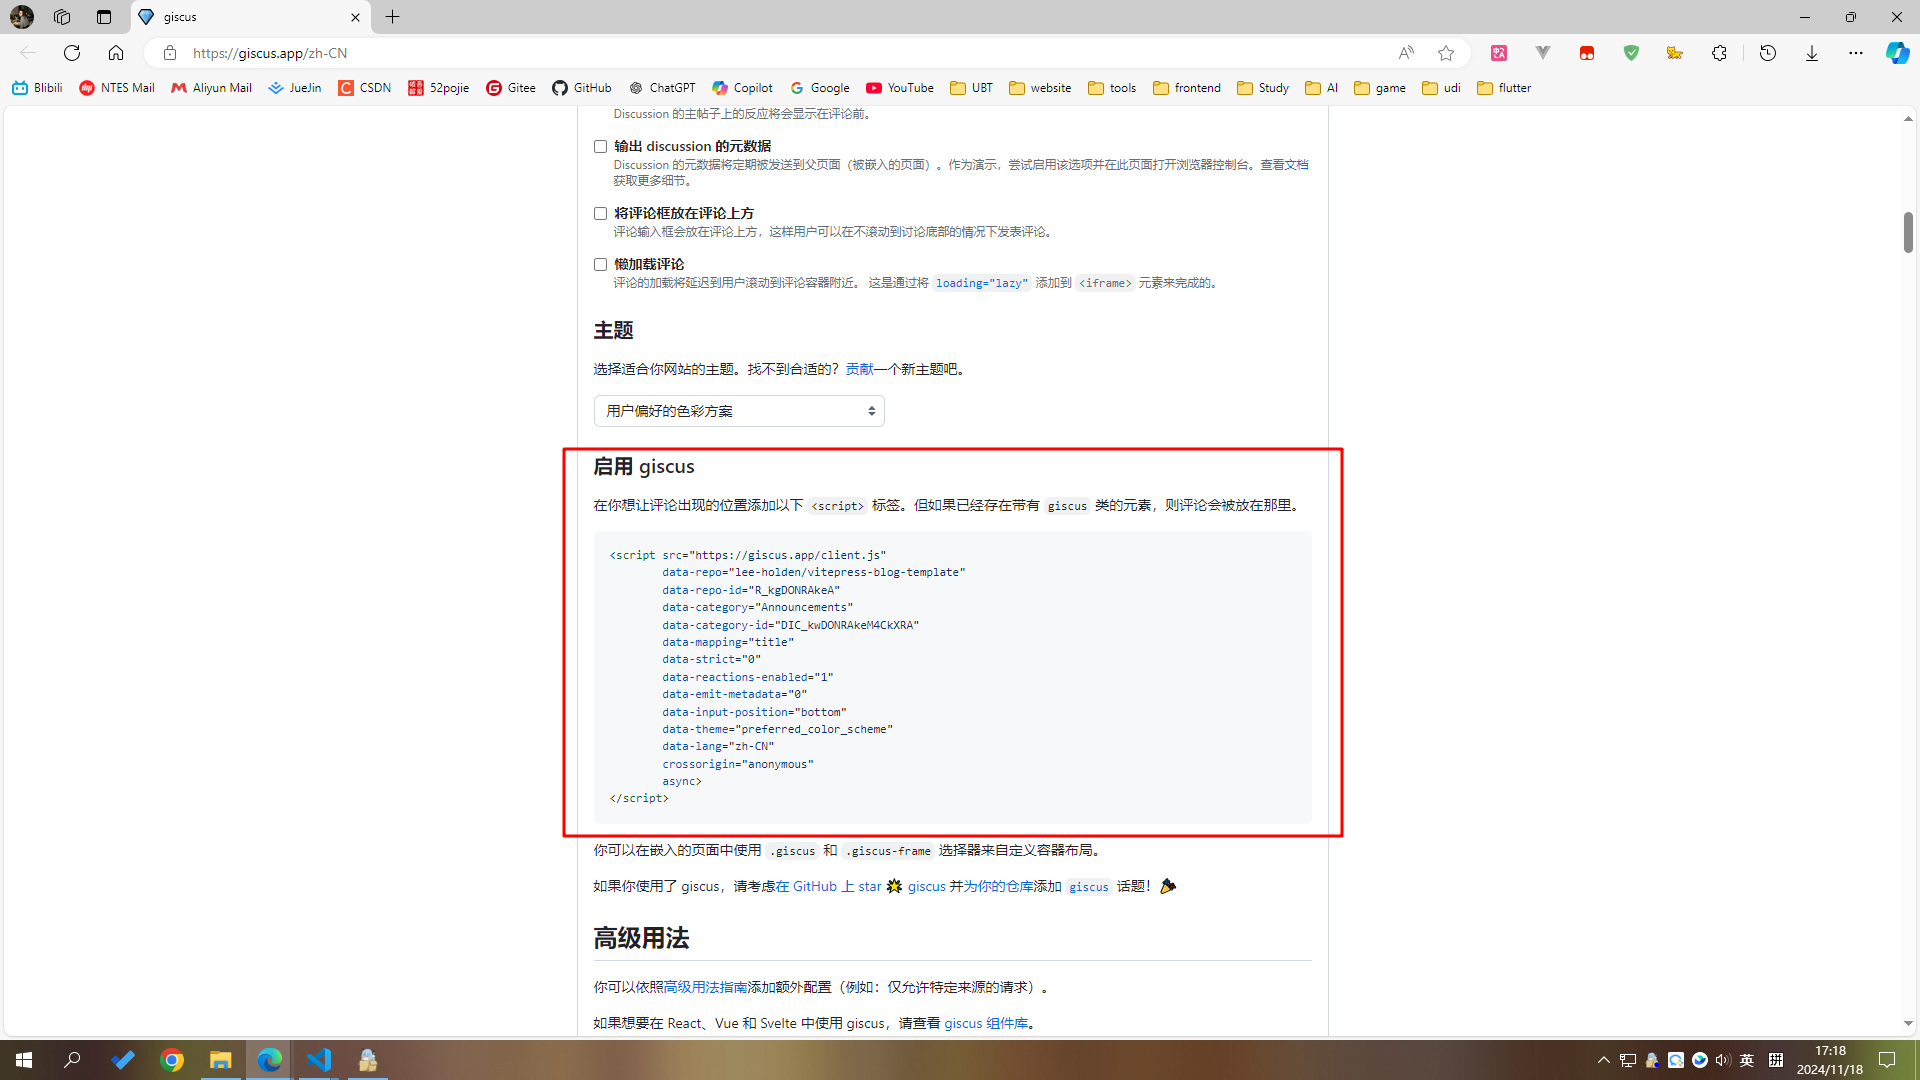 giscus
https://giscus.app/zh-CN
Blibili
NTES Mail
Aliyun Mail
JueJin
CSDN
52pojie
Gitee
GitHub
ChatGPT
Copilot
Google
YouTube
UBT
website
tools
frontend
Study
AI
game
udi
flutter
Discussion 的主帖子上的反应将会显示在评论前。
输出 discussion 的元数据
Discussion 的元数据将定期被发送到父页面（被嵌入的页面）。作为演示，尝试启用该选项并在此页面打开浏览器控制台。查看文档
获取更多细节。
将评论框放在评论上方
评论输入框会放在评论上方，这样用户可以在不滚动到讨论底部的情况下发表评论。
懒加载评论
评论的加载将延迟到用户滚动到评论容器附近。 这是通过将 loading="lazy" 添加到 <iframe> 元素来完成的。
主题
选择适合你网站的主题。找不到合适的？贡献一个新主题吧。
用户偏好的色彩方案
启用 giscus
在你想让评论出现的位置添加以下 <script> 标签。但如果已经存在带有 giscus 类的元素，则评论会被放在那里。
<script src="https://giscus.app/client.js"
data-repo="lee-holden/vitepress-blog-template"
data-repo-id="R_kgDONRAkeA"
data-category="Announcements"
data-category-id="DIC_kwDONRAkeM4CkXRA"
data-mapping="title"
data-strict="0"
data-reactions-enabled="1"
data-emit-metadata="0"
data-input-position="bottom"
data-theme="preferred_color_scheme"
data-lang="zh-CN"
crossorigin="anonymous"
async>
</script>
你可以在嵌入的页面中使用 .giscus 和 .giscus-frame 选择器来自定义容器布局。
如果你使用了 giscus，请考虑在 GitHub 上 star 🌟 giscus 并为你的仓库添加 giscus 话题！🎉
高级用法
你可以依照高级用法指南添加额外配置（例如：仅允许特定来源的请求）。
如果想要在 React、Vue 和 Svelte 中使用 giscus，请查看 giscus 组件库。
英
拼
17:18
2024/11/18